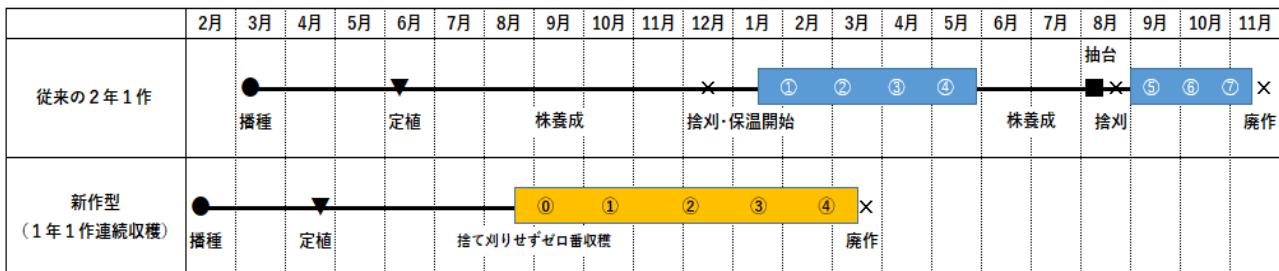 2月 3月 4月 5月 6月 7月 8月 9月 10月 11月 12月 1月 2月 3月 4月 5月 6月 7月 8月 9月 10月 11月
抽台
従来の2年1作
① ② ③ ④ ⑤ ⑥ ⑦
播種 定植 株養成 捨刈・保温開始 株養成 捨刈 廃作
新作型
(1年1作連続収穫)
⓪ ① ② ③ ④
播種 定植 捨て刈りせずゼロ番収穫 廃作